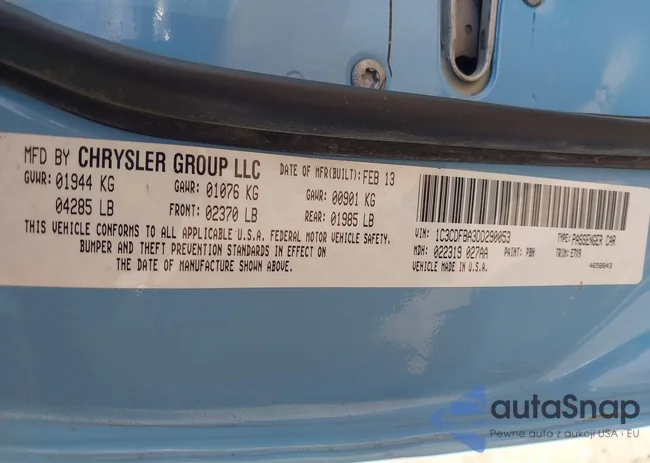 MFD BY CHRYSLER GROUP LLC
DATE OF MFR(BUILT): FEB 13
GVWR: 01944 KG GAWR: 01076 KG GAWR: 00901 KG
04285 LB FRONT: 02370 LB REAR: 01985 LB
THIS VEHICLE CONFORMS TO ALL APPLICABLE U.S.A. FEDERAL MOTOR VEHICLE SAFETY,
BUMPER AND THEFT PREVENTION STANDARDS IN EFFECT ON
THE DATE OF MANUFACTURE SHOWN ABOVE.
VIN: 1C3CDFBA3DD290053 TYPE: PASSENGER CAR
MDH: 022319 027AA PAINT: PBH TRIM: E7X9
VEHICLE MADE IN U.S.A.
autaSnap
Pewne auta z aukcji USA i EU